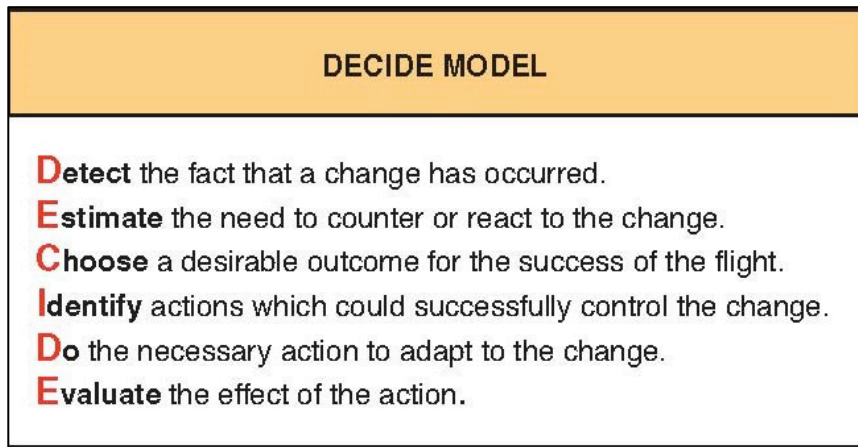 DECIDE MODEL
Detect the fact that a change has occurred.
Estimate the need to counter or react to the change.
Choose a desirable outcome for the success of the flight.
Identify actions which could successfully control the change.
Do the necessary action to adapt to the change.
Evaluate the effect of the action.